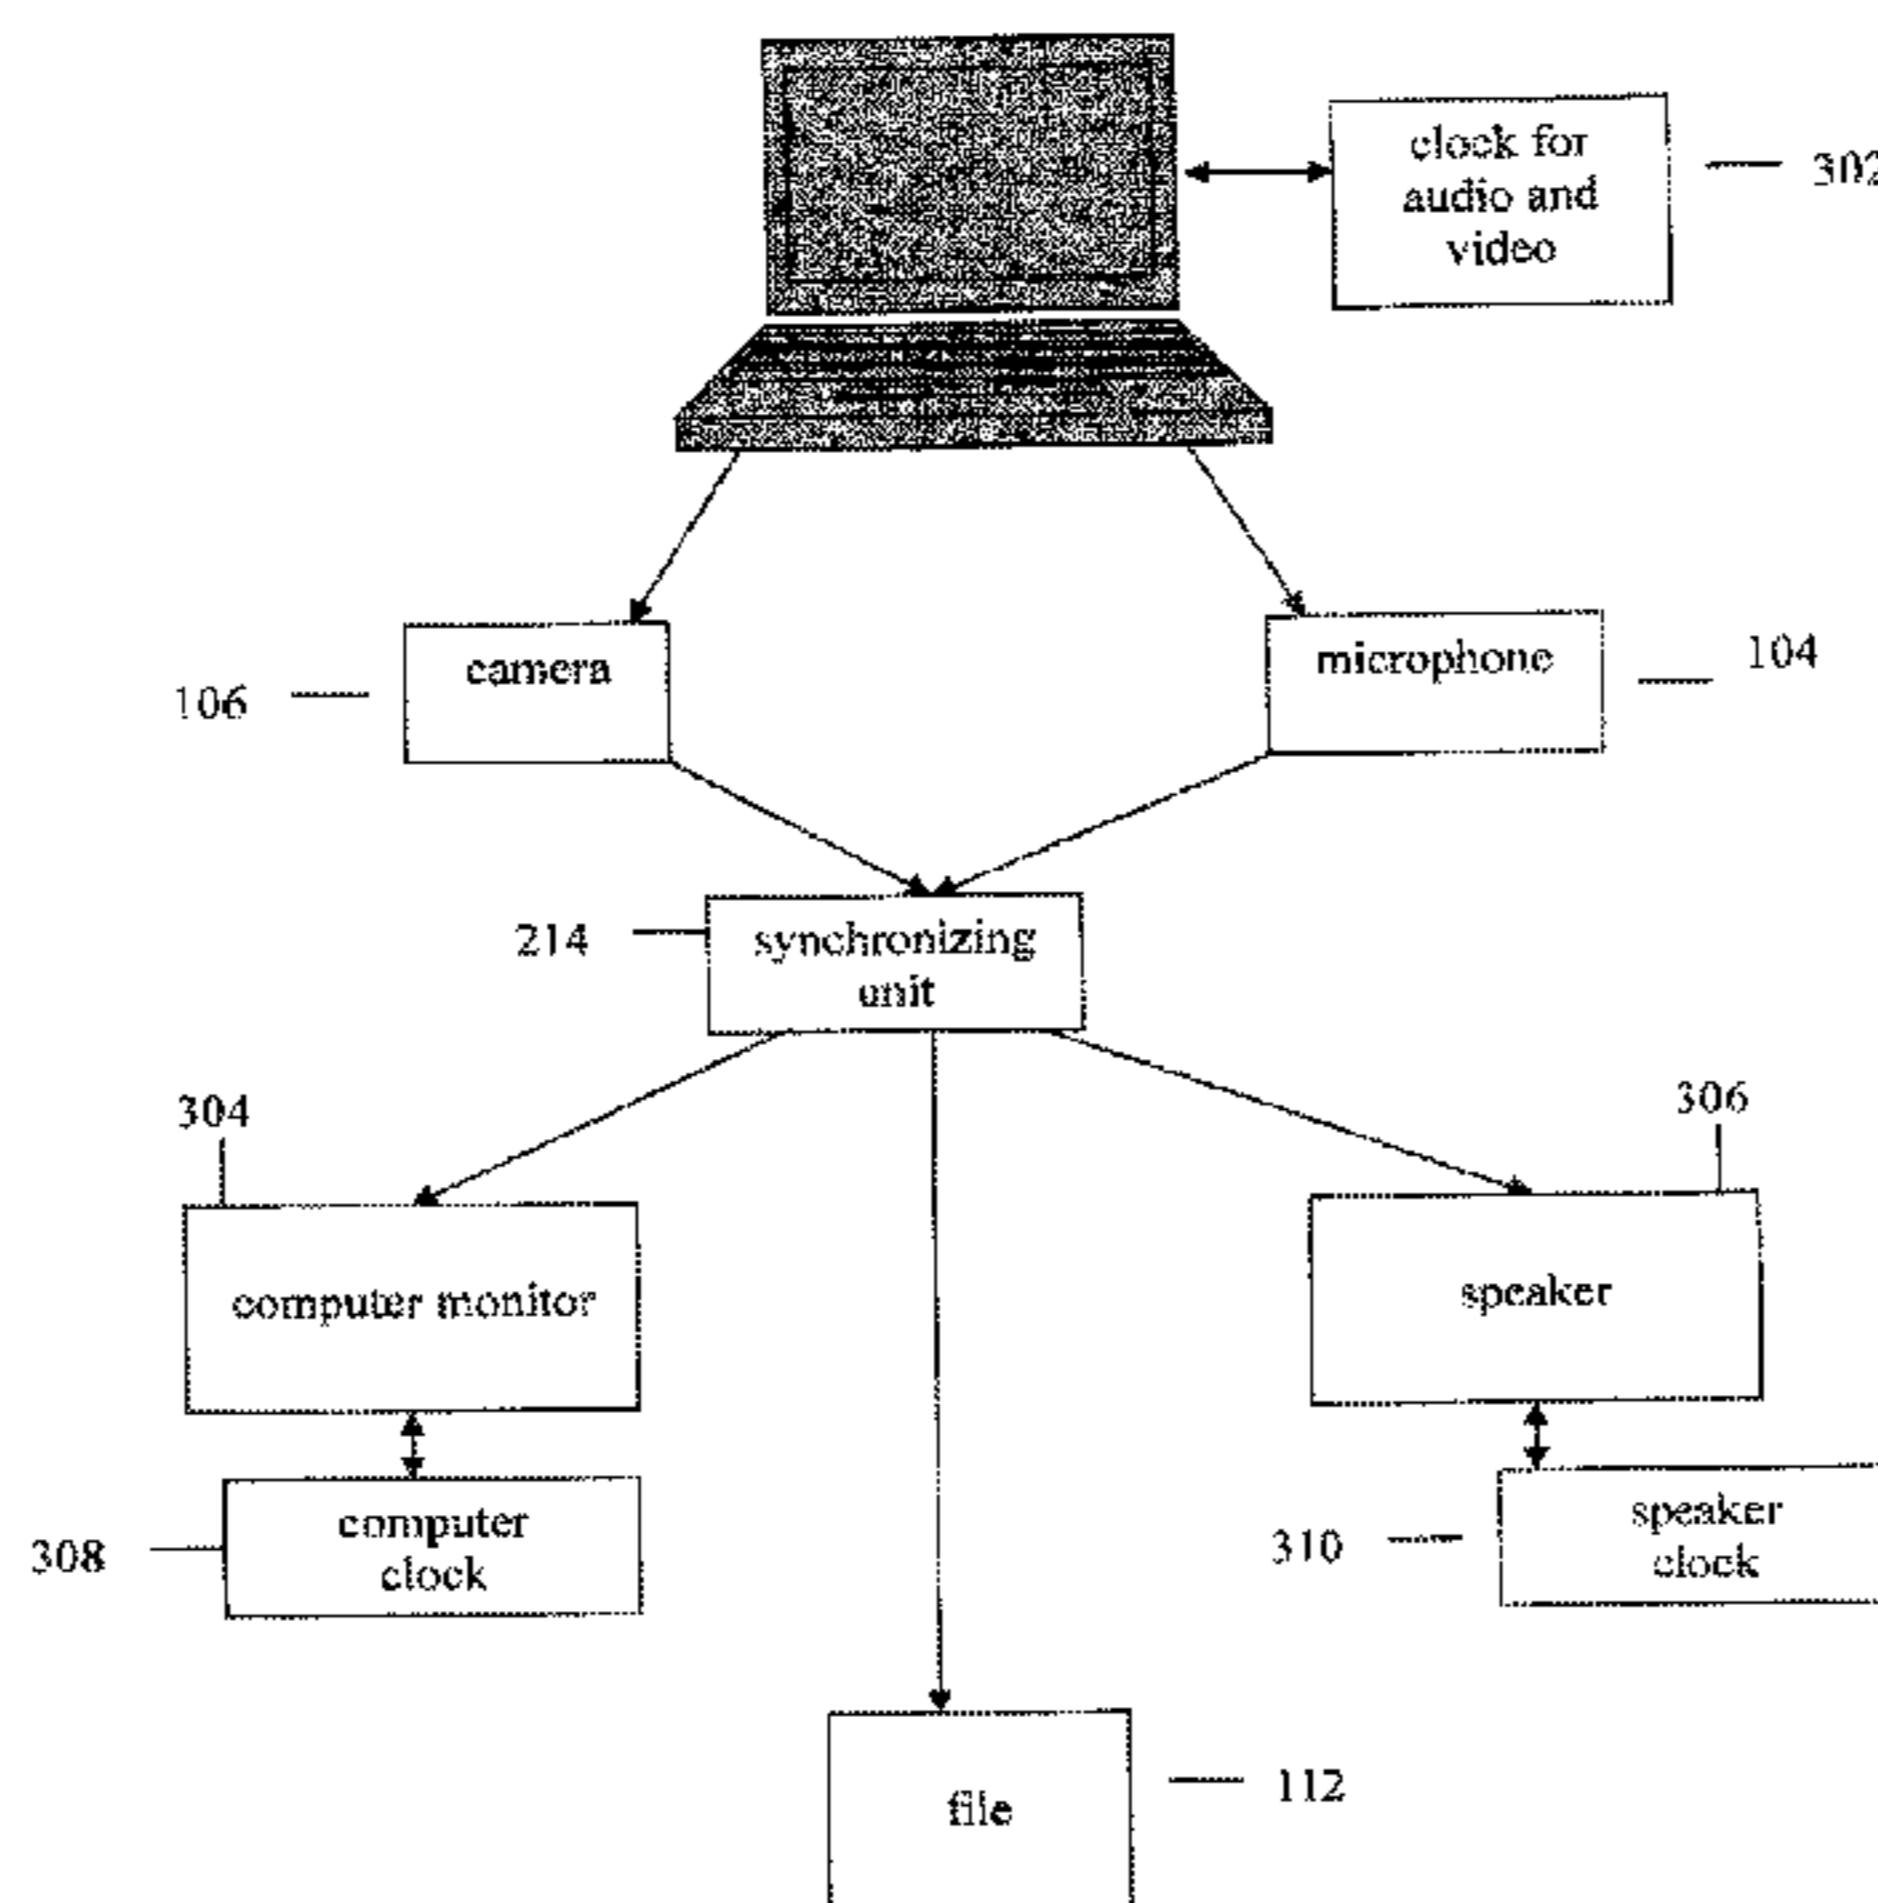 clock for
audio and
video
302
camera
106
microphone
104
214
synchronizing
unit
304
306
computer monitor
speaker
308
computer
clock
310
speaker
clock
file
112